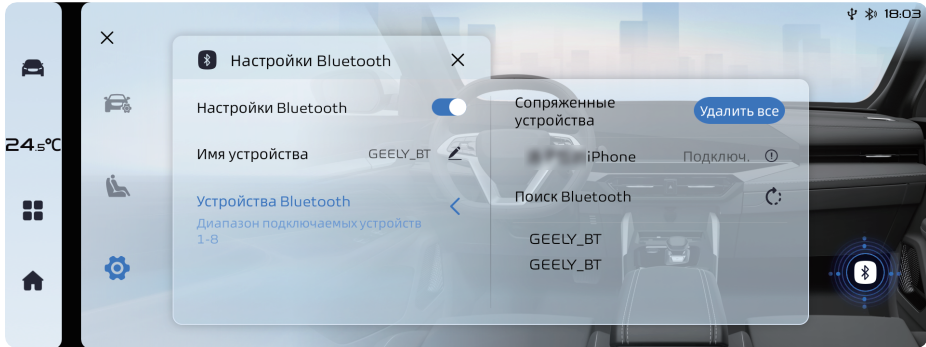 18:03
24.5°C
Настройки Bluetooth
Настройки Bluetooth
Имя устройства GEELY_BT
Устройства Bluetooth
Диапазон подключаемых устройств
1-8
Сопряженные
устройства
Удалить все
iPhone Подключ.
Поиск Bluetooth
GEELY_BT
GEELY_BT